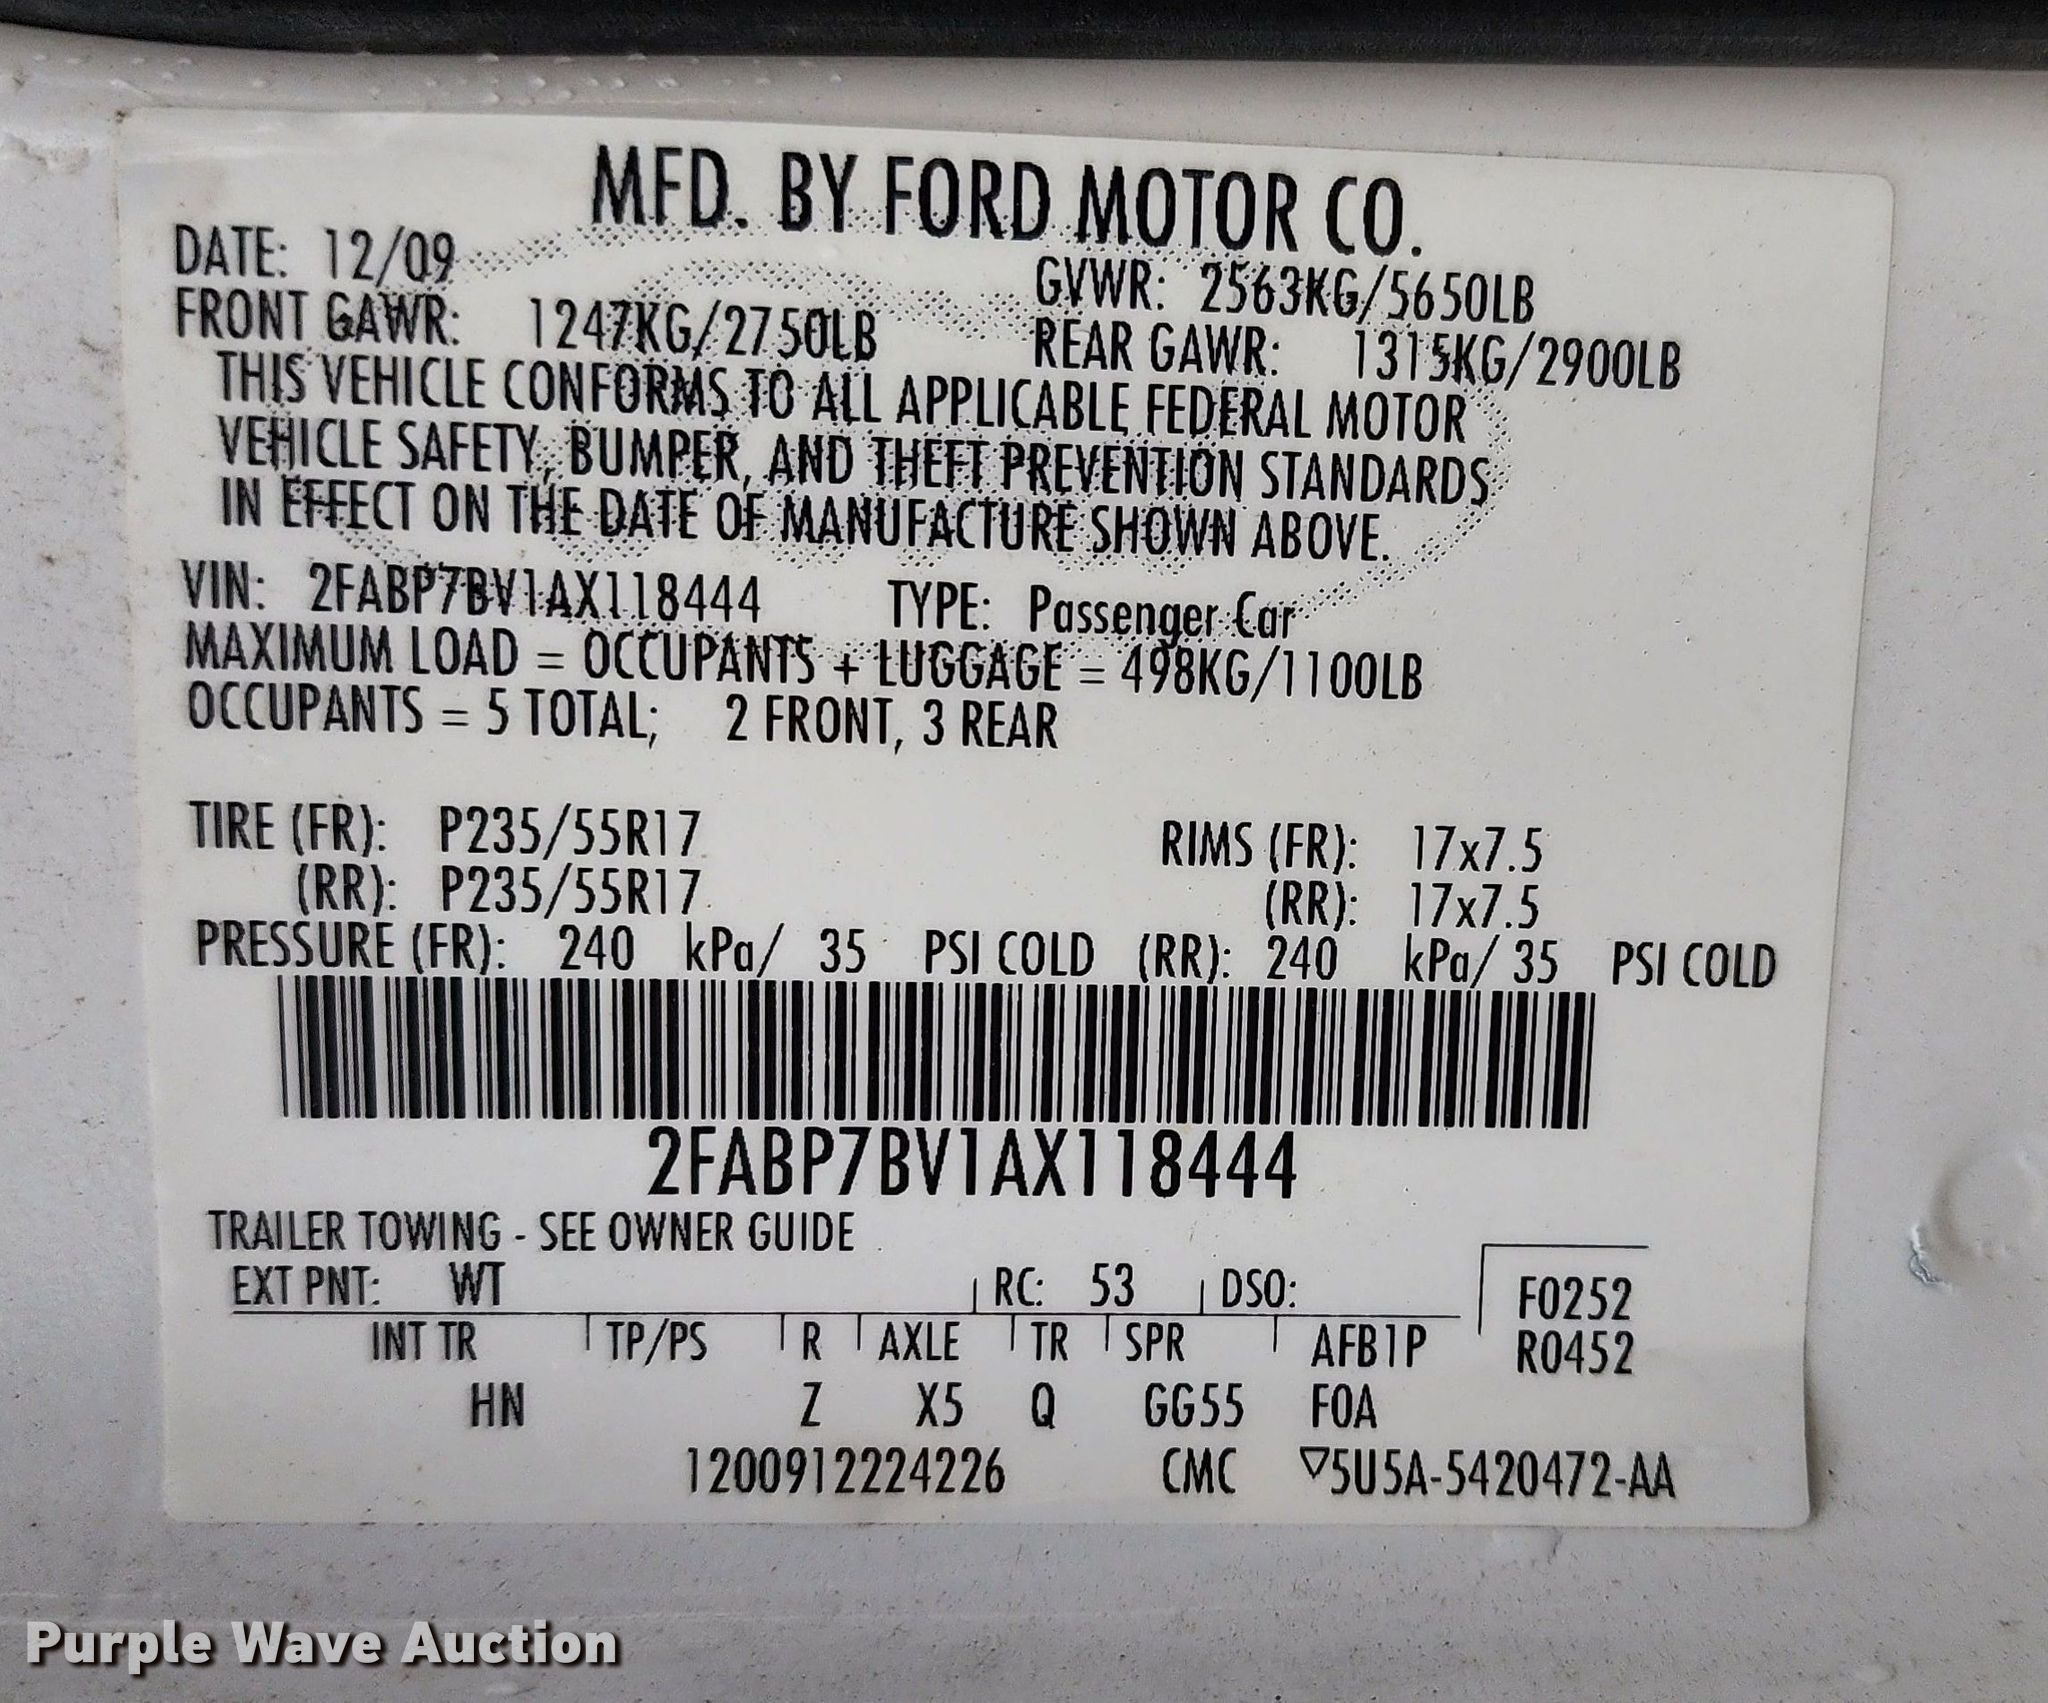 MFD. BY FORD MOTOR CO.
DATE: 12/09 GVWR: 2563KG/5650LB
FRONT GAWR: 1247KG/2750LB REAR GAWR: 1315KG/2900LB
THIS VEHICLE CONFORMS TO ALL APPLICABLE FEDERAL MOTOR
VEHICLE SAFETY, BUMPER, AND THEFT PREVENTION STANDARDS
IN EFFECT ON THE DATE OF MANUFACTURE SHOWN ABOVE.
VIN: 2FABP7BV1AX118444 TYPE: Passenger Car
MAXIMUM LOAD = OCCUPANTS + LUGGAGE = 498KG/1100LB
OCCUPANTS = 5 TOTAL; 2 FRONT, 3 REAR
TIRE (FR): P235/55R17 RIMS (FR): 17x7.5
(RR): P235/55R17 (RR): 17x7.5
PRESSURE (FR): 240 kPa/ 35 PSI COLD (RR): 240 kPa/ 35 PSI COLD
2FABP7BV1AX118444
TRAILER TOWING - SEE OWNER GUIDE
EXT PNT: WT RC: 53 DSO: F0252
INT TR TP/PS R AXLE TR SPR AFB1P R0452
HN Z X5 Q GG55 F0A
1200912224226 CMC ▽5U5A-5420472-AA
Purple Wave Auction